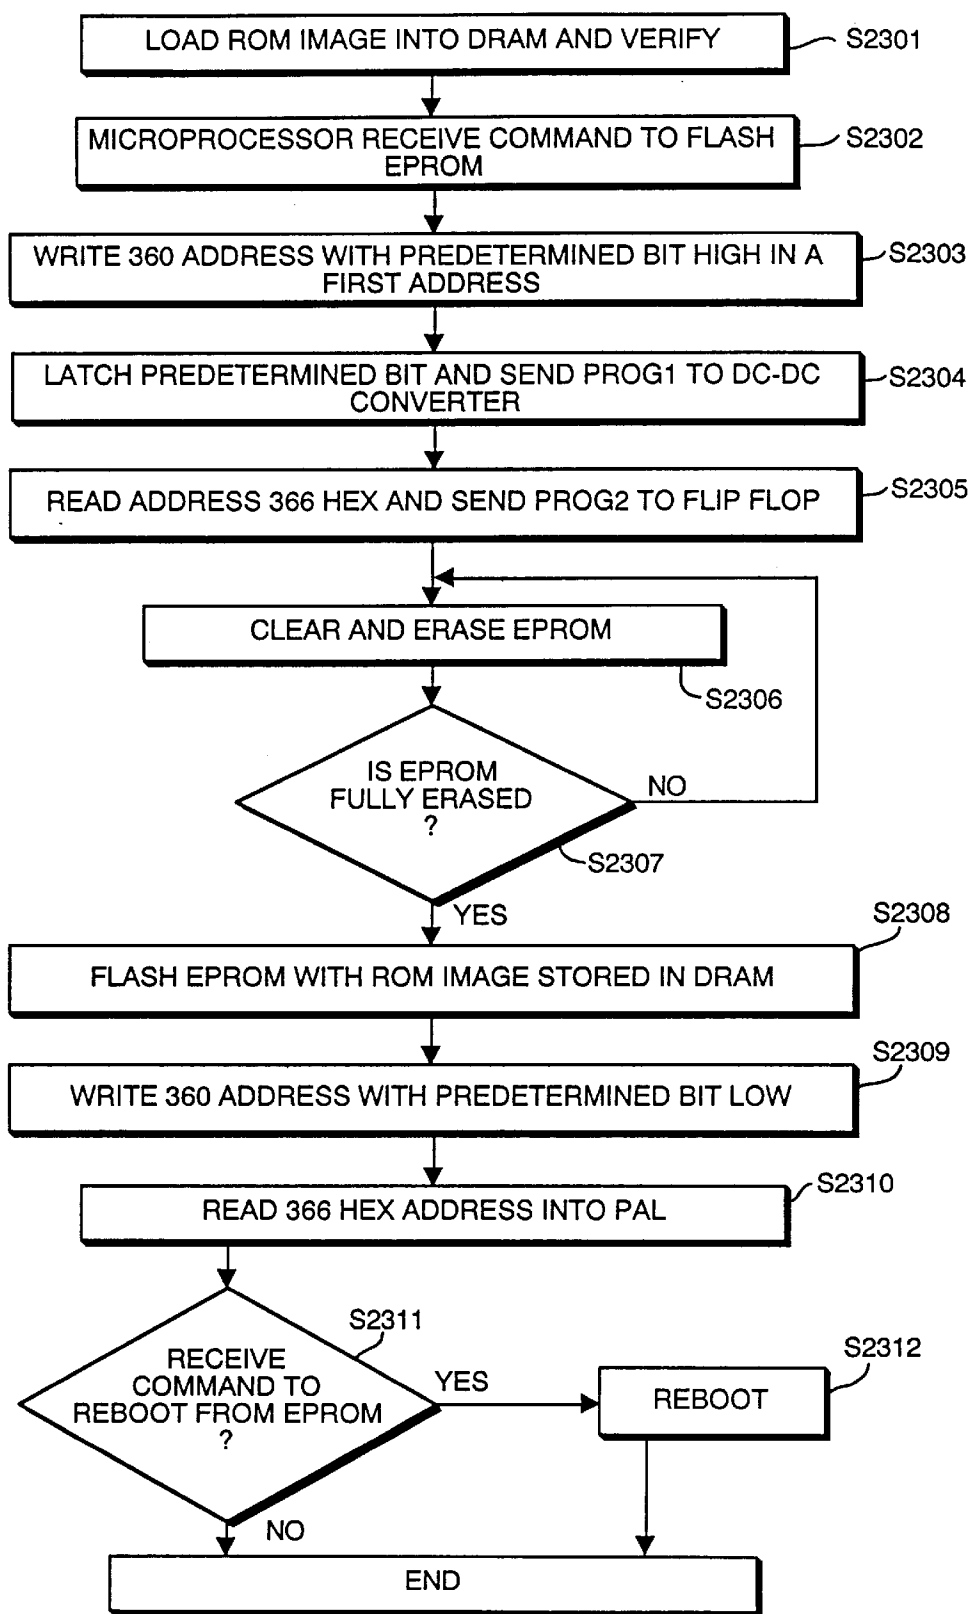 LOAD ROM IMAGE INTO DRAM AND VERIFY
S2301
MICROPROCESSOR RECEIVE COMMAND TO FLASH
EPROM
S2302
WRITE 360 ADDRESS WITH PREDETERMINED BIT HIGH IN A
FIRST ADDRESS
S2303
LATCH PREDETERMINED BIT AND SEND PROG1 TO DC-DC
CONVERTER
S2304
READ ADDRESS 366 HEX AND SEND PROG2 TO FLIP FLOP
S2305
CLEAR AND ERASE EPROM
S2306
IS EPROM
FULLY ERASED
?
NO
S2307
YES
S2308
FLASH EPROM WITH ROM IMAGE STORED IN DRAM
S2309
WRITE 360 ADDRESS WITH PREDETERMINED BIT LOW
S2310
READ 366 HEX ADDRESS INTO PAL
S2311
RECEIVE
COMMAND TO
REBOOT FROM EPROM
?
YES
S2312
REBOOT
NO
END